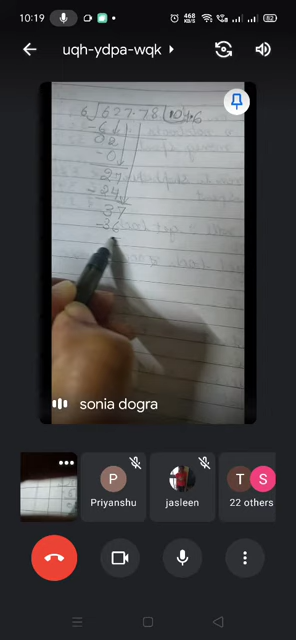 10:19
468 KB/S
62
uqh-ydpa-wqk
6) 627.78 (104.6
-6
02
-0
27
-24
37
-36
sonia dogra
P
Priyanshu
jasleen
T S
22 others